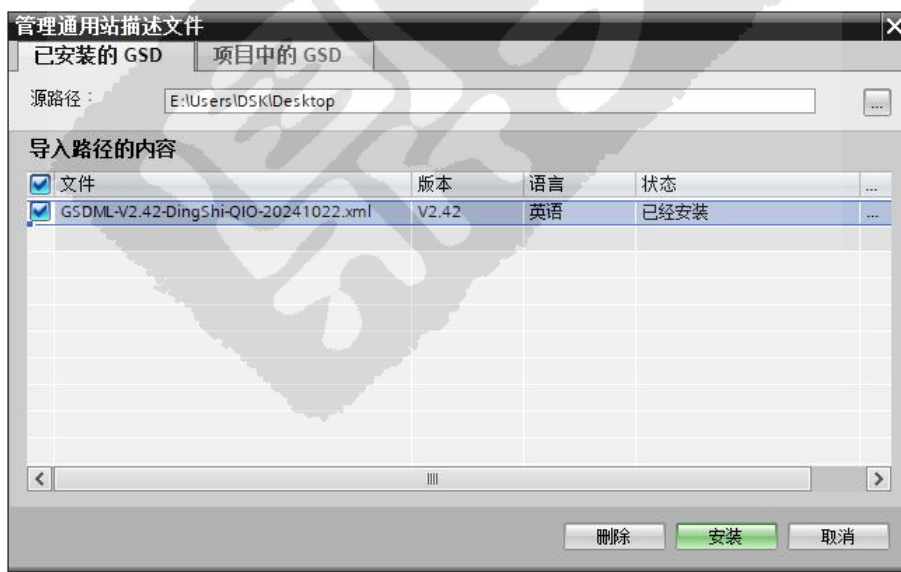 管理通用站描述文件
已安装的 GSD 项目中的 GSD
源路径： E:\Users\DSK\Desktop ...
导入路径的内容
文件 版本 语言 状态 ...
GSDML-V2.42-DingShi-QIO-20241022.xml V2.42 英语 已经安装 ...
删除 安装 取消